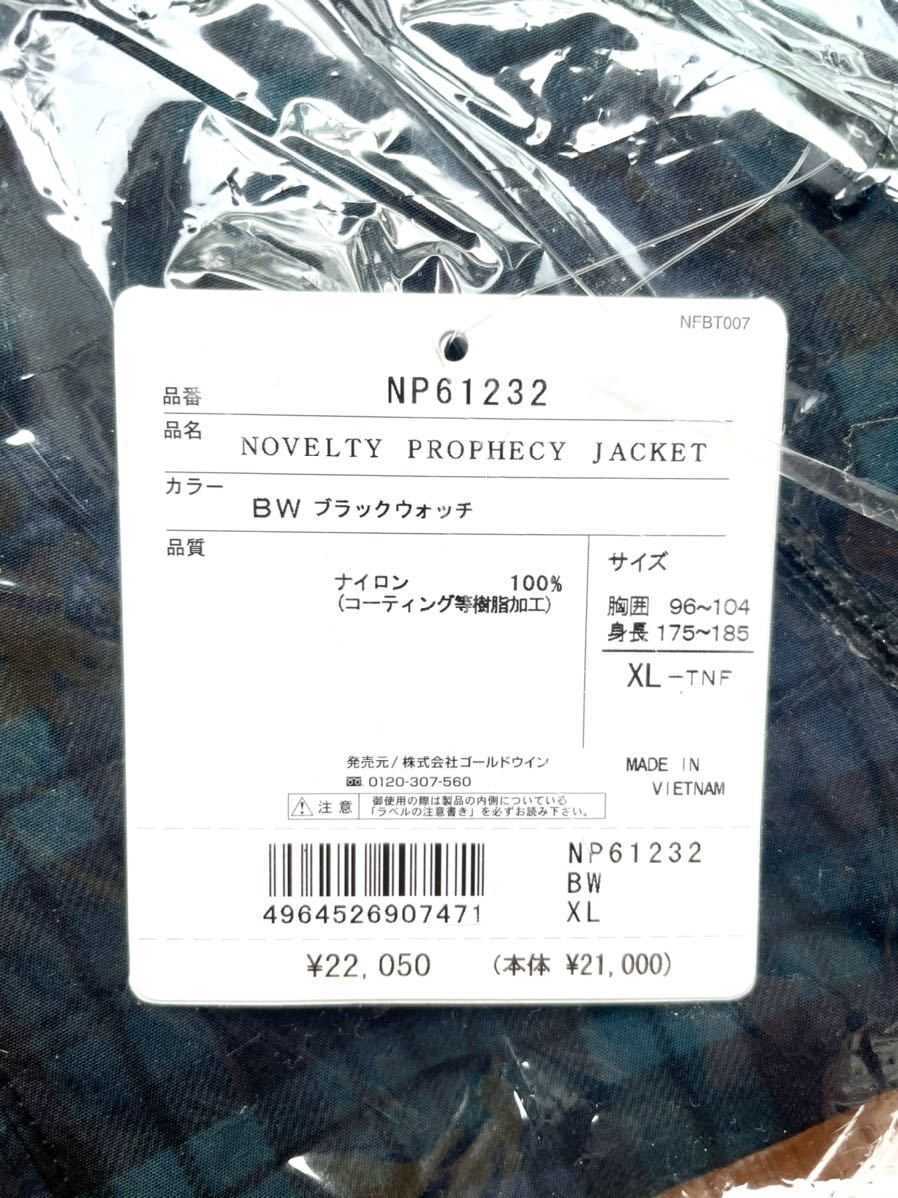 NFBT007
品番 NP61232
品名 NOVELTY PROPHECY JACKET
カラー BW ブラックウォッチ
品質
ナイロン 100%
(コーティング等樹脂加工)
サイズ
胸囲 96~104
身長 175~185
XL-TNF
発売元/株式会社ゴールドウイン
0120-307-560
注意 御使用の際は製品の内側についている
「ラベルの注意書き」を必ずお読み下さい。
MADE IN
VIETNAM
4964526907471
NP61232
BW
XL
¥22,050 (本体 ¥21,000)